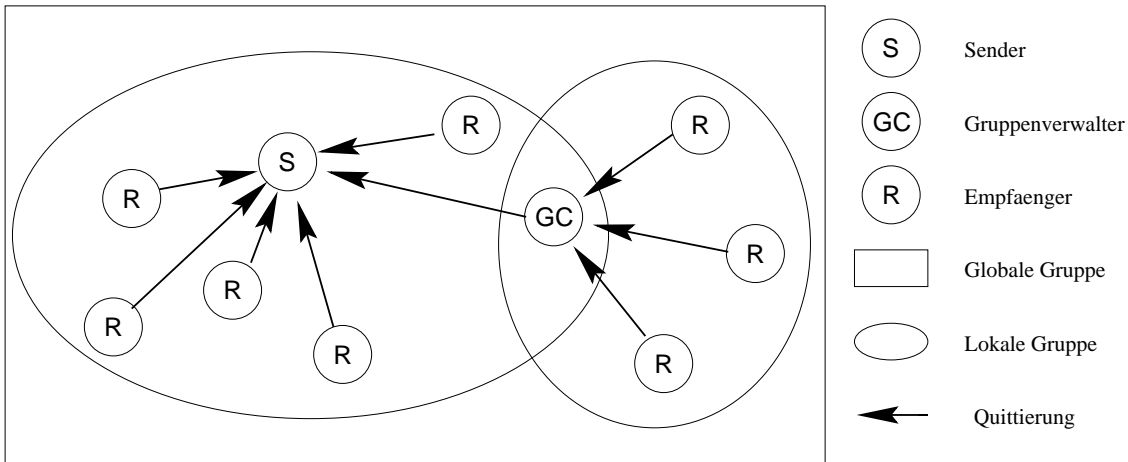 R
S
R
R
R
R
GC
R
R
R
S Sender
GC Gruppenverwalter
R Empfaenger
Globale Gruppe
Lokale Gruppe
Quittierung